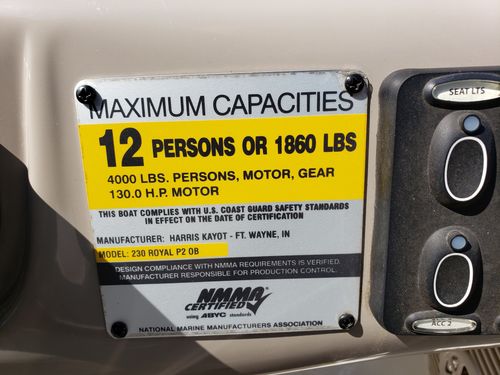 MAXIMUM CAPACITIES
12 PERSONS OR 1860 LBS
4000 LBS. PERSONS, MOTOR, GEAR
130.0 H.P. MOTOR
THIS BOAT COMPLIES WITH U.S. COAST GUARD SAFETY STANDARDS
IN EFFECT ON THE DATE OF CERTIFICATION
MANUFACTURER: HARRIS KAYOT - FT. WAYNE, IN
MODEL: 230 ROYAL P2 OB
DESIGN COMPLIANCE WITH NMMA REQUIREMENTS IS VERIFIED.
MANUFACTURER RESPONSIBLE FOR PRODUCTION CONTROL.
NMMA
CERTIFIED
using ABYC standards
NATIONAL MARINE MANUFACTURERS ASSOCIATION
SEAT LTS
ACC 2